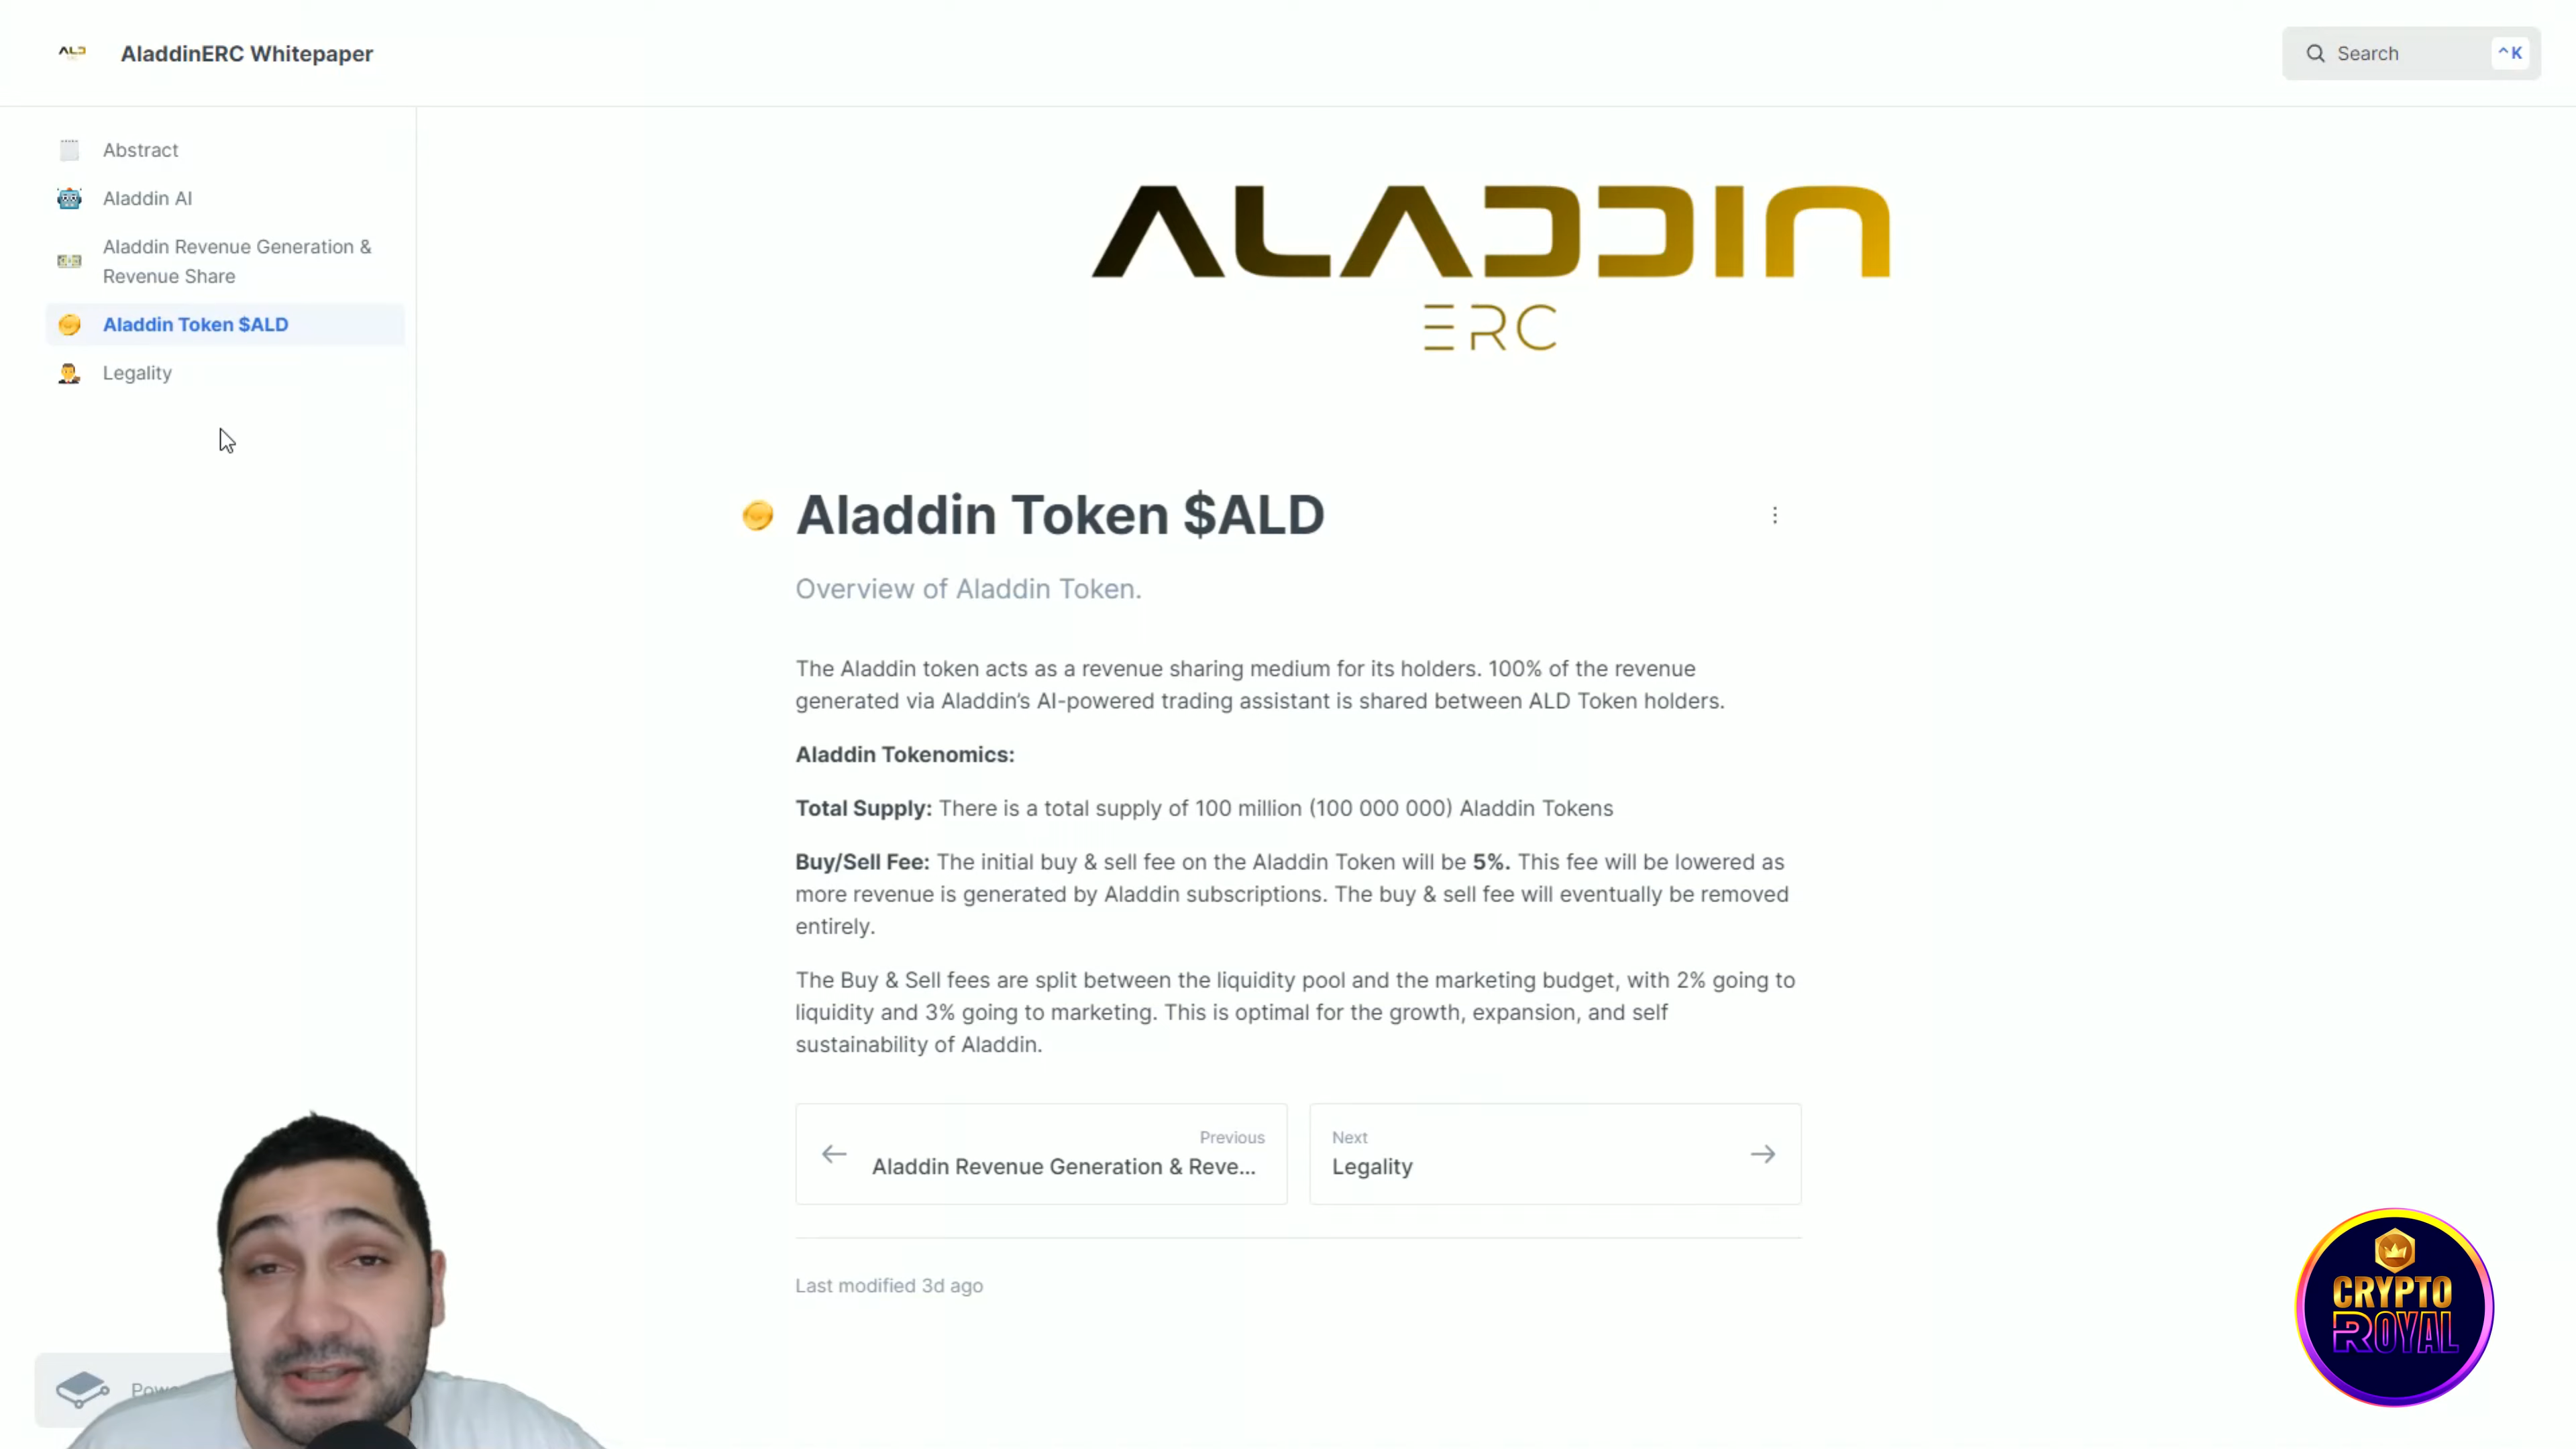 ALD
ERC
AladdinERC Whitepaper
Search
^K
Abstract
Aladdin AI
Aladdin Revenue Generation &
Revenue Share
Aladdin Token $ALD
Legality
ALADDIN
ERC
Aladdin Token $ALD
Overview of Aladdin Token.
The Aladdin token acts as a revenue sharing medium for its holders. 100% of the revenue
generated via Aladdin’s AI-powered trading assistant is shared between ALD Token holders.
Aladdin Tokenomics:
Total Supply: There is a total supply of 100 million (100 000 000) Aladdin Tokens
Buy/Sell Fee: The initial buy & sell fee on the Aladdin Token will be 5%. This fee will be lowered as
more revenue is generated by Aladdin subscriptions. The buy & sell fee will eventually be removed
entirely.
The Buy & Sell fees are split between the liquidity pool and the marketing budget, with 2% going to
liquidity and 3% going to marketing. This is optimal for the growth, expansion, and self
sustainability of Aladdin.
Previous
Aladdin Revenue Generation & Reve...
Next
Legality
Last modified 3d ago
CRYPTO
ROYAL